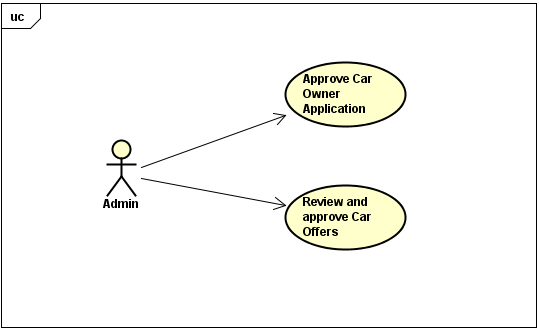 uc
Approve Car
Owner
Application
Admin
Review and
approve Car
Offers